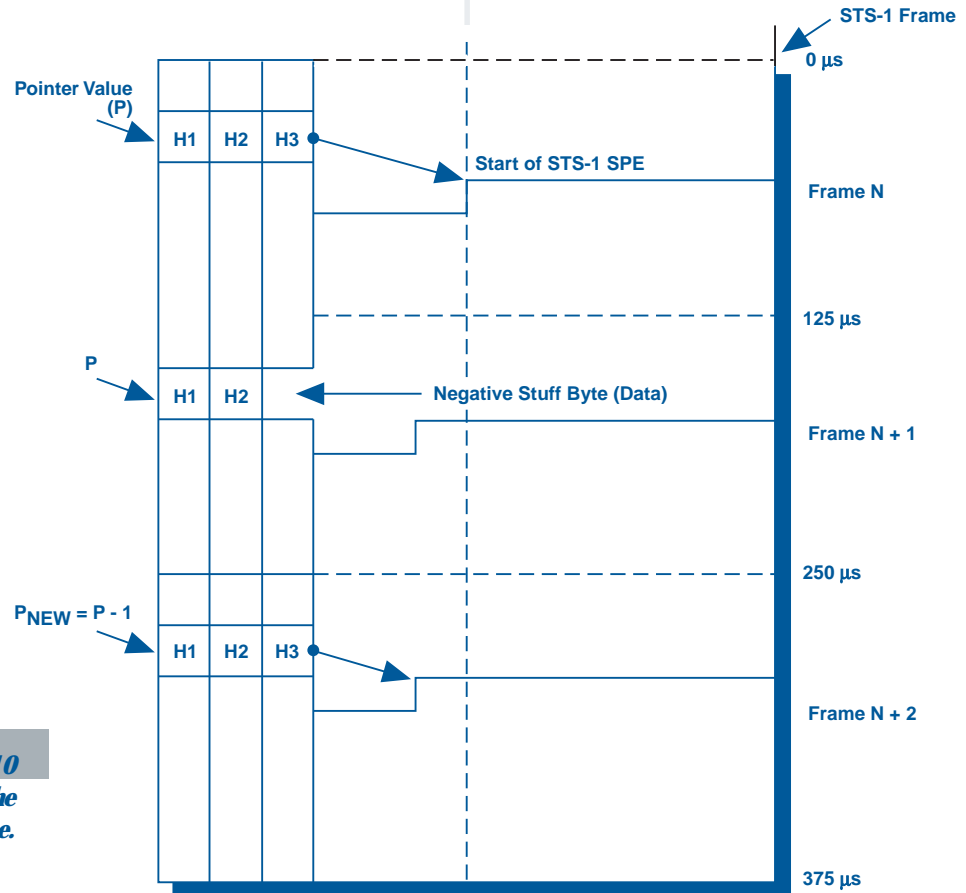 STS-1 Frame
0 µs
Pointer Value
(P)
H1 H2 H3
Start of STS-1 SPE
Frame N
125 µs
P
H1 H2
Negative Stuff Byte (Data)
Frame N + 1
250 µs
PNEW = P - 1
H1 H2 H3
Frame N + 2
e.
375 µs